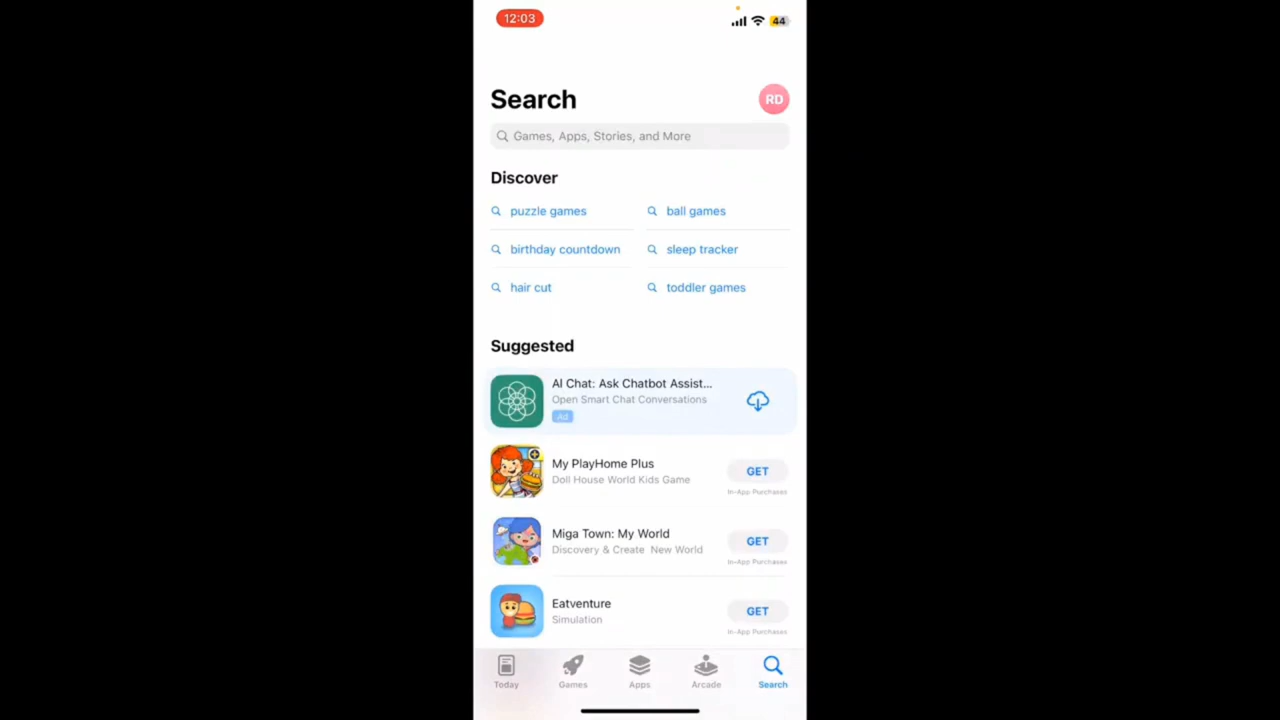 12:03
44
Search
RD
Games, Apps, Stories, and More
Discover
puzzle games
ball games
birthday countdown
sleep tracker
hair cut
toddler games
Suggested
AI Chat: Ask Chatbot Assist...
Open Smart Chat Conversations
Ad
My PlayHome Plus
Doll House World Kids Game
GET
In-App Purchases
Miga Town: My World
Discovery & Create New World
GET
In-App Purchases
Eatventure
Simulation
GET
In-App Purchases
Today
Games
Apps
Arcade
Search